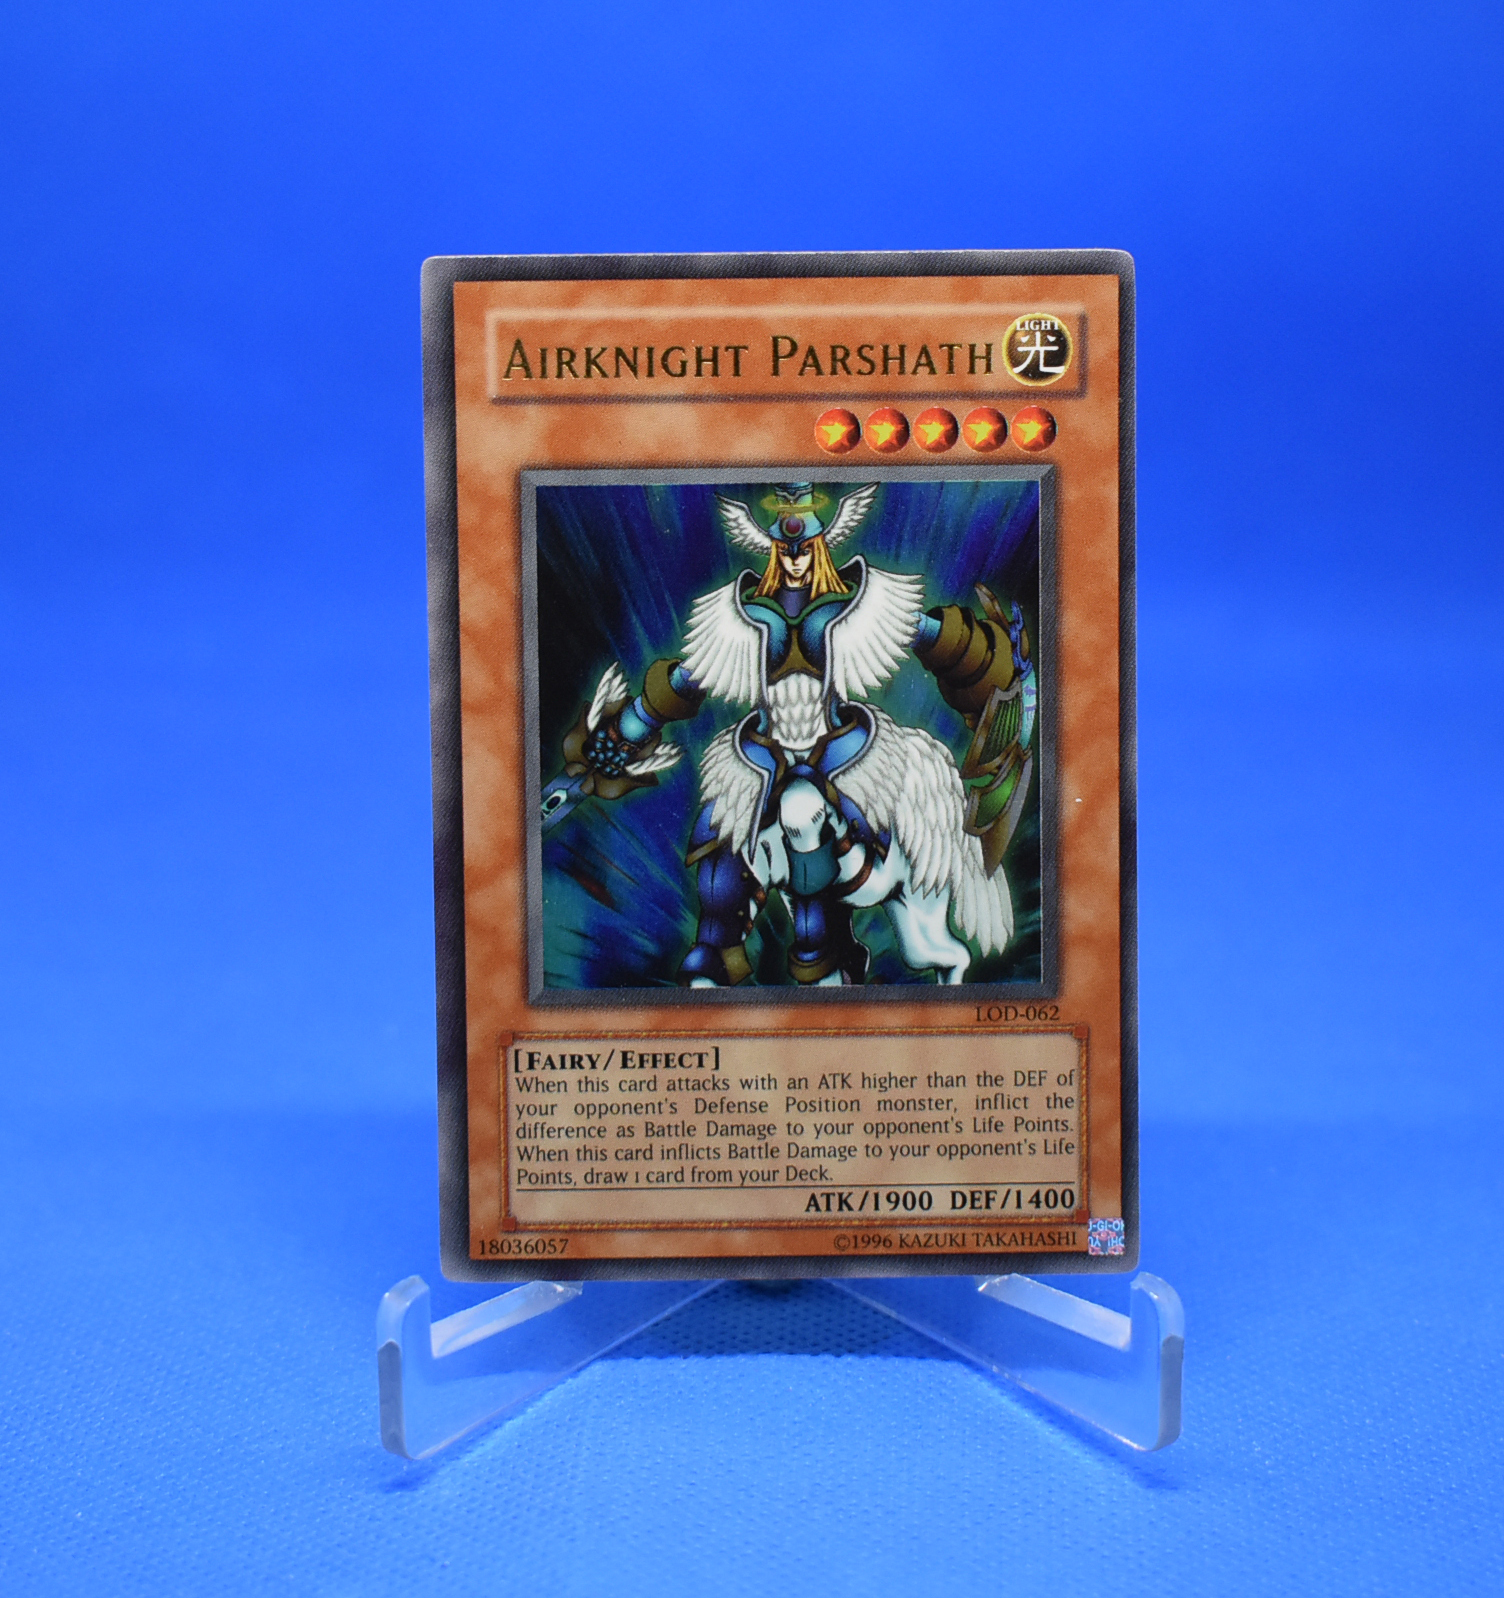 AIRKNIGHT PARSHATH
LIGHT
光
LOD-062
[FAIRY/EFFECT]
When this card attacks with an ATK higher than the DEF of
your opponent's Defense Position monster, inflict the
difference as Battle Damage to your opponent's Life Points.
When this card inflicts Battle Damage to your opponent's Life
Points, draw 1 card from your Deck.
ATK/1900 DEF/1400
18036057
©1996 KAZUKI TAKAHASHI